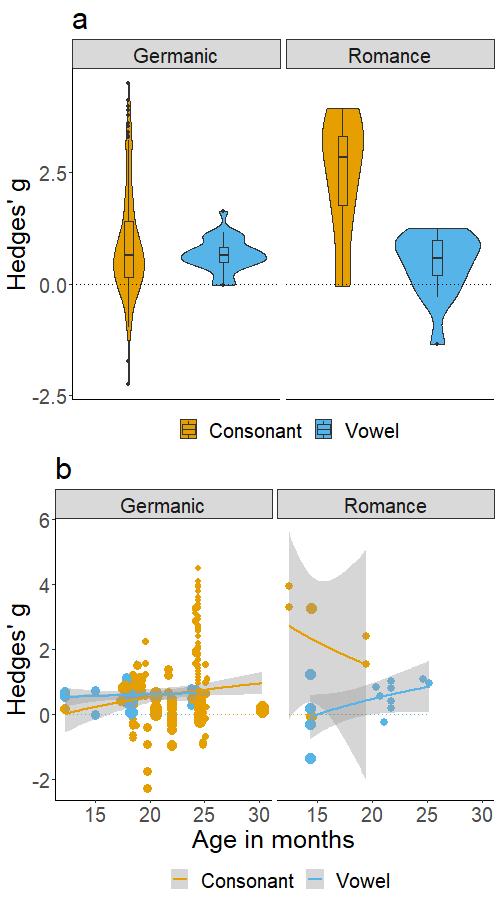 a
Germanic Romance
2.5
0.0
-2.5
Hedges' g
Consonant Vowel
b
Germanic Romance
6
4
2
0
-2
Hedges' g
15 20 25 30 15 20 25 30
Age in months
Consonant Vowel